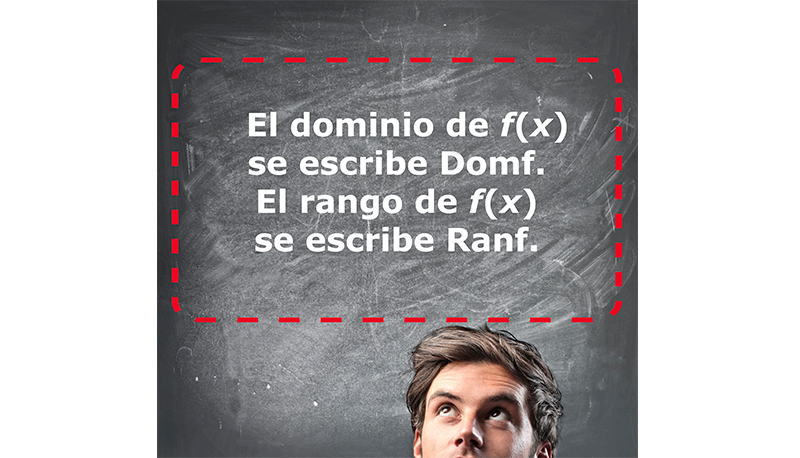 El dominio de f(x)
se escribe Domf.
El rango de f(x)
se escribe Ranf.